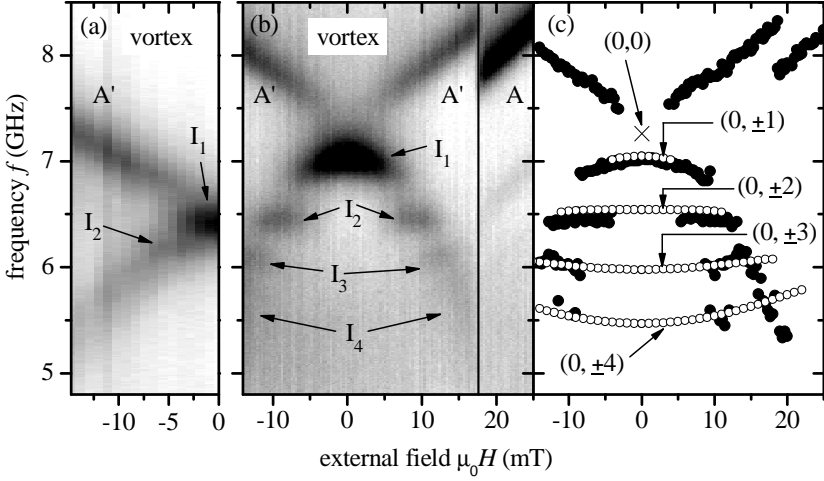 (a) vortex
(b) vortex
(c) (0,0)
A'
A'
A'
A
(0, ±1)
I1
I1
(0, ±2)
I2
I2
(0, ±3)
I3
I4
(0, ±4)
8
7
6
5
frequency f (GHz)
-10 -5 0
-10 0 10 20
-10 0 10 20
external field μ0H (mT)